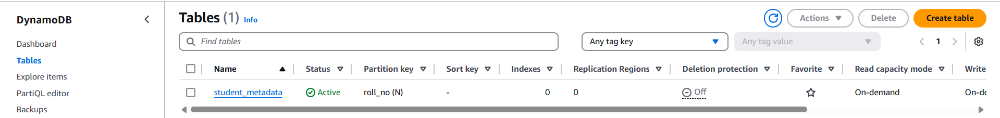 DynamoDB
Dashboard
Tables
Explore items
PartiQL editor
Backups
Tables (1) Info
Actions Delete Create table
Find tables Any tag key Any tag value 1
Name Status Partition key Sort key Indexes Replication Regions Deletion protection Favorite Read capacity mode Write
student_metadata Active roll_no (N) - 0 0 Off On-demand On-de